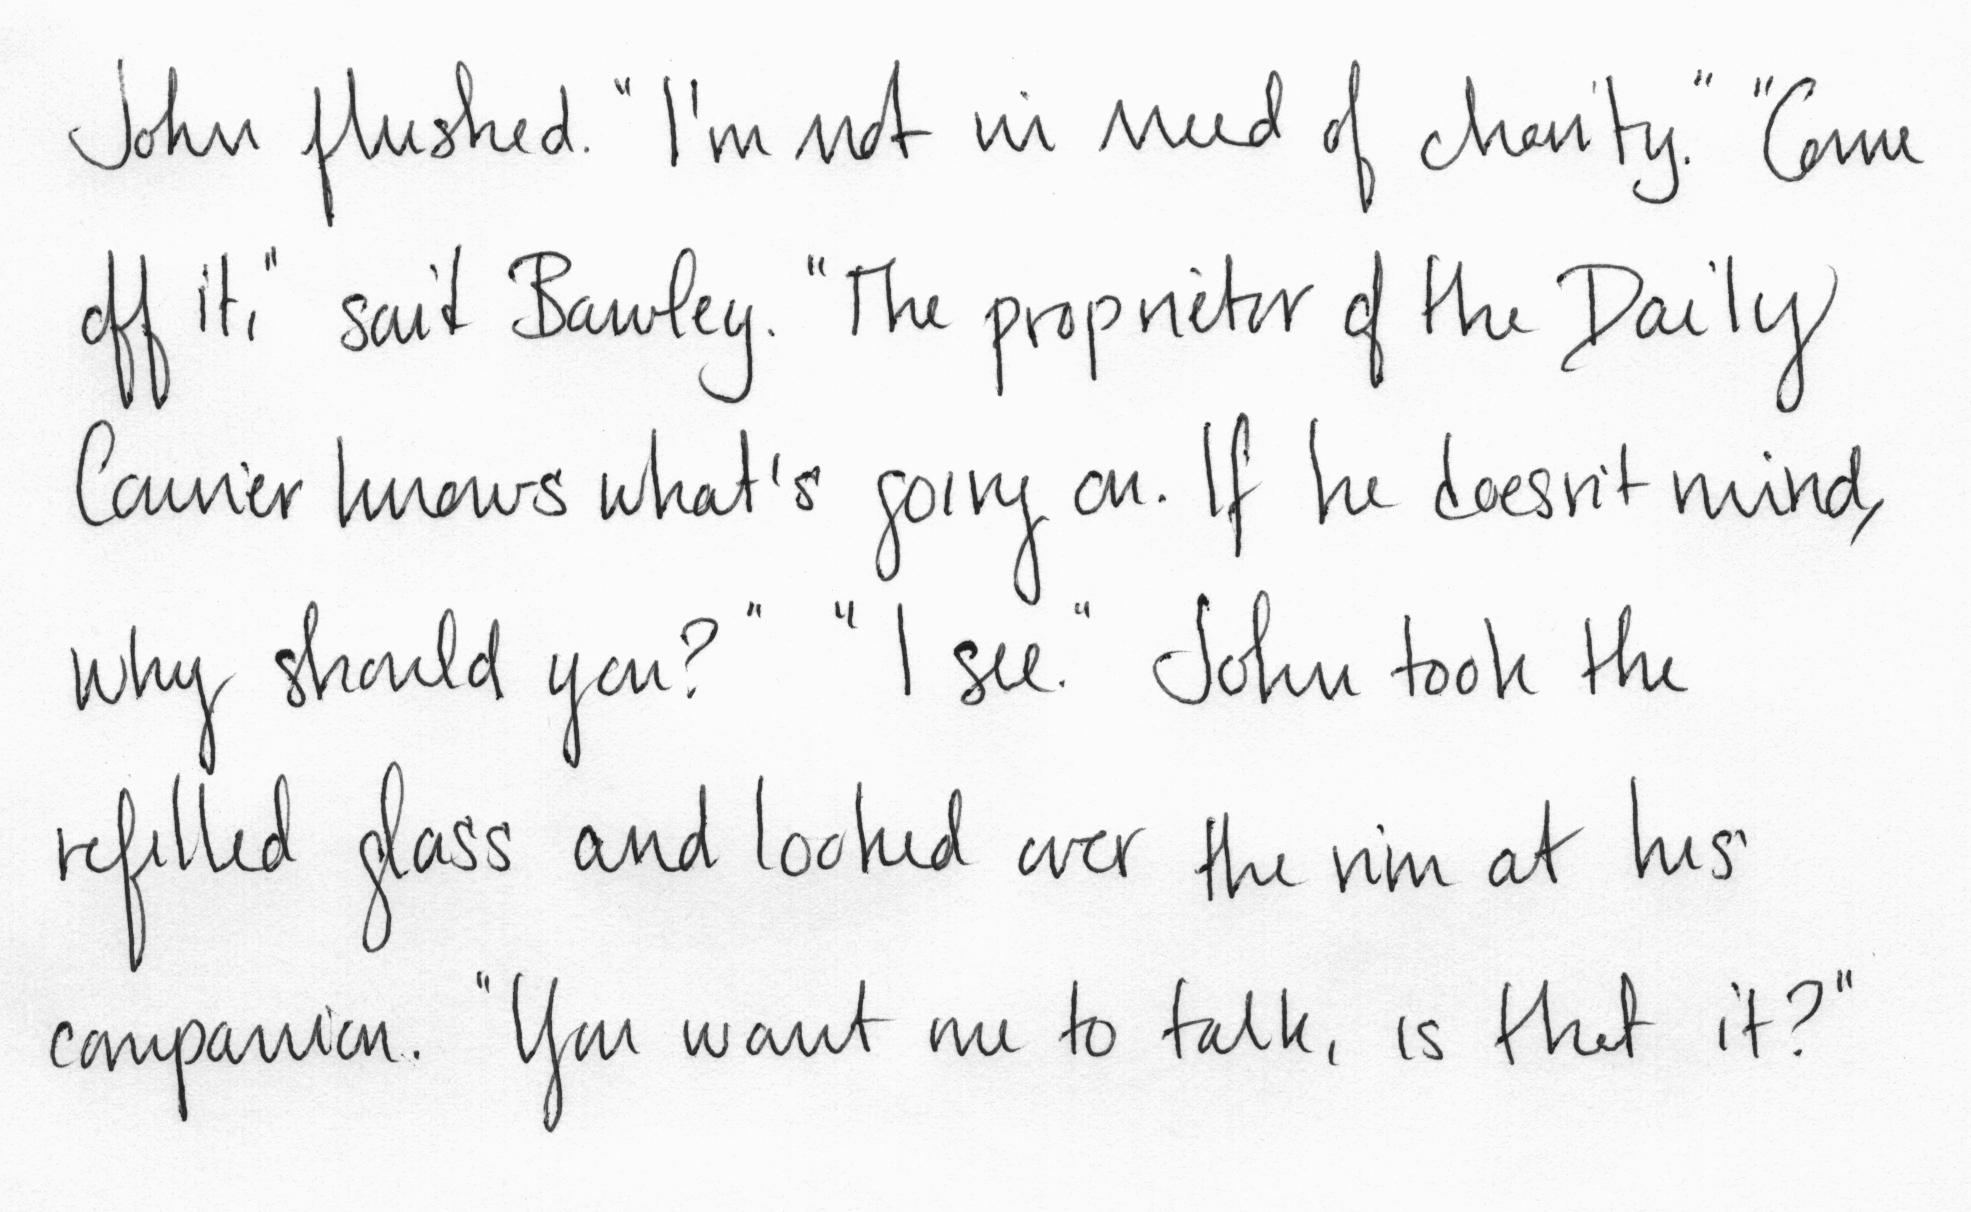 John flushed. "I'm not in need of charity." "Come
off it," said Bawley. "The proprietor of the Daily
Courier knows what's going on. If he doesn't mind,
why should you?" "I see." John took the
refilled glass and looked over the rim at his
companion. "You want me to talk, is that it?"